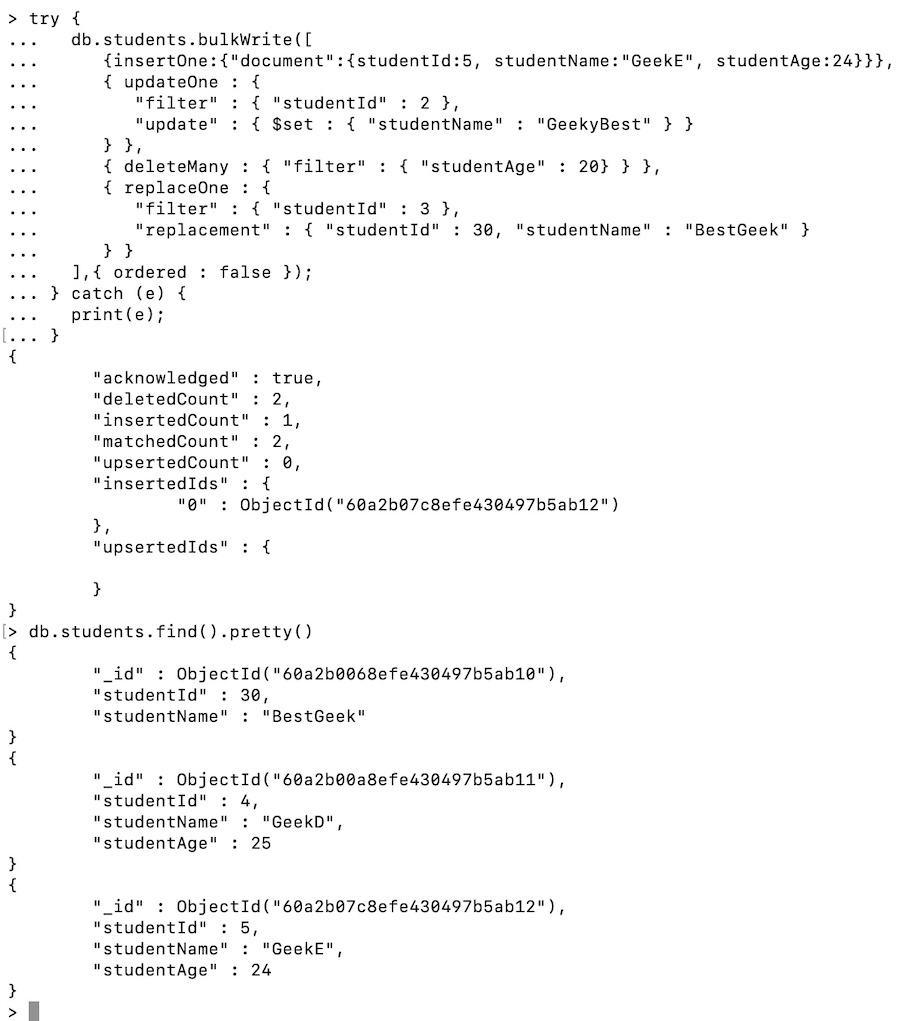 > try {
...   db.students.bulkWrite([
...      {insertOne:{"document":{studentId:5, studentName:"GeekE", studentAge:24}}},
...      { updateOne : {
...         "filter" : { "studentId" : 2 },
...         "update" : { $set : { "studentName" : "GeekyBest" } }
...      } },
...      { deleteMany : { "filter" : { "studentAge" : 20} } },
...      { replaceOne : {
...         "filter" : { "studentId" : 3 },
...         "replacement" : { "studentId" : 30, "studentName" : "BestGeek" }
...      } }
...   ],{ ordered : false });
... } catch (e) {
...   print(e);
[... }
{
        "acknowledged" : true,
        "deletedCount" : 2,
        "insertedCount" : 1,
        "matchedCount" : 2,
        "upsertedCount" : 0,
        "insertedIds" : {
                "0" : ObjectId("60a2b07c8efe430497b5ab12")
        },
        "upsertedIds" : {

        }
}
[> db.students.find().pretty()
{
        "_id" : ObjectId("60a2b0068efe430497b5ab10"),
        "studentId" : 30,
        "studentName" : "BestGeek"
}
{
        "_id" : ObjectId("60a2b00a8efe430497b5ab11"),
        "studentId" : 4,
        "studentName" : "GeekD",
        "studentAge" : 25
}
{
        "_id" : ObjectId("60a2b07c8efe430497b5ab12"),
        "studentId" : 5,
        "studentName" : "GeekE",
        "studentAge" : 24
}
>